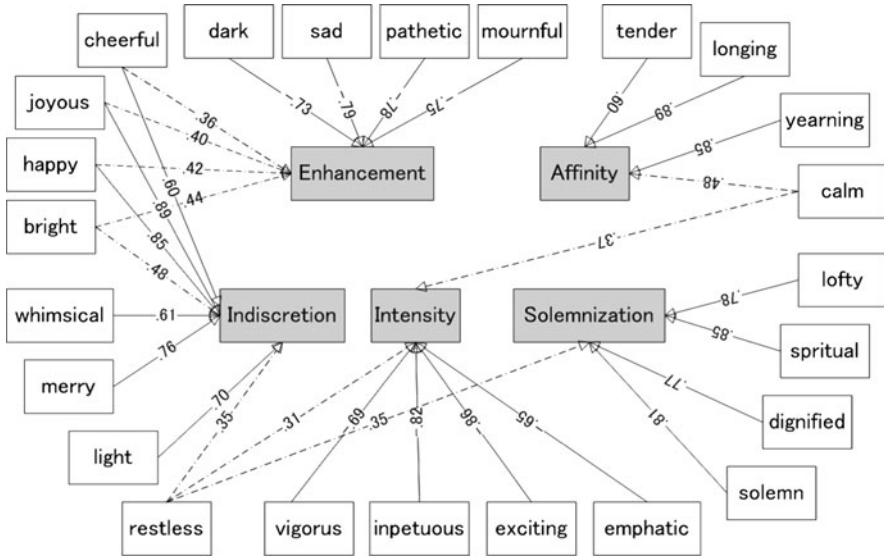 cheerful
dark
sad
pathetic
mournful
tender
longing
joyous
yearning
happy
calm
bright
lofty
whimsical
spritual
merry
dignified
light
solemn
restless
vigorus
inpetuous
exciting
emphatic
Enhancement
Affinity
Indiscretion
Intensity
Solemnization
.36
.40
.42
.44
.73
.79
.78
.75
.60
.89
.85
.48
.37
.60
.89
.85
.48
.61
.76
.70
.35
.31
.35
.69
.82
.86
.65
.78
.85
.77
.81